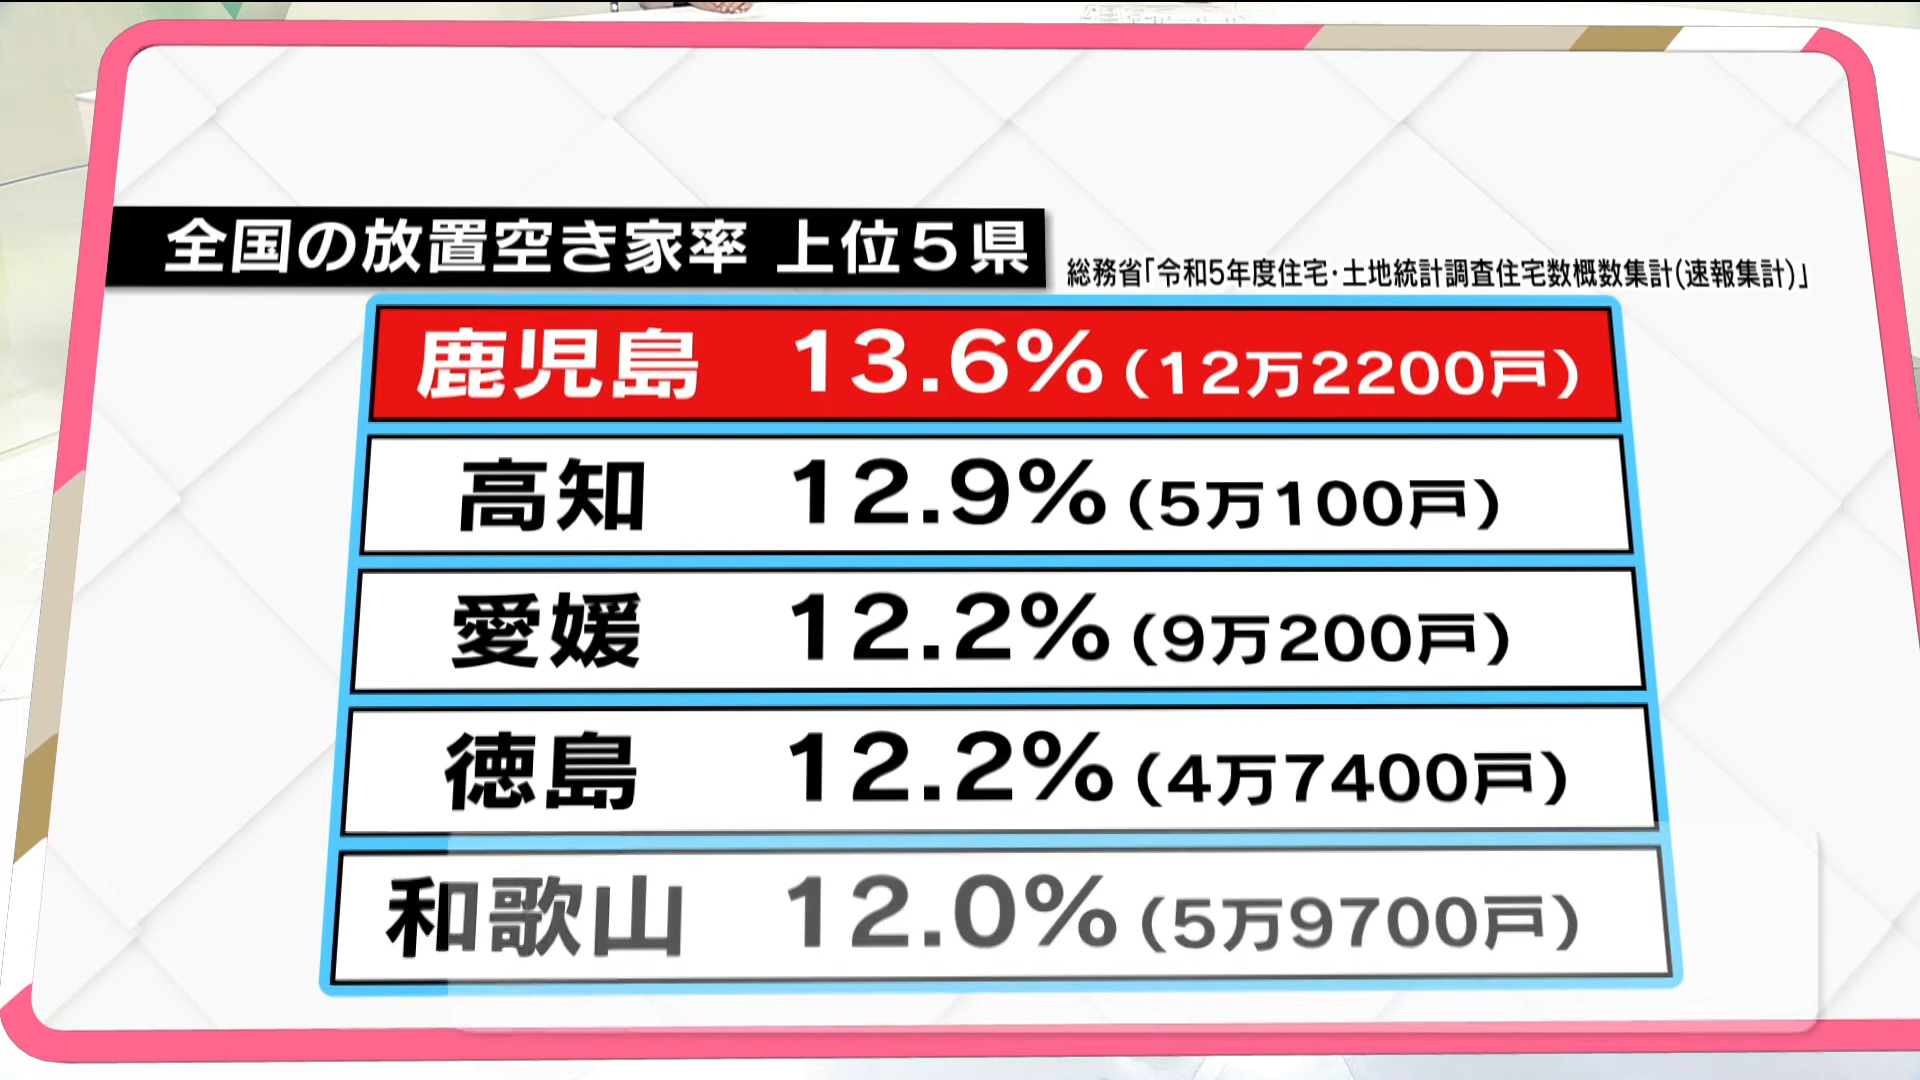 全国の放置空き家率 上位5県
総務省「令和5年度住宅･土地統計調査住宅数概数集計(速報集計)」
鹿児島 13.6%(12万2200戸)
高知 12.9%(5万100戸)
愛媛 12.2%(9万200戸)
徳島 12.2%(4万7400戸)
和歌山 12.0%(5万9700戸)